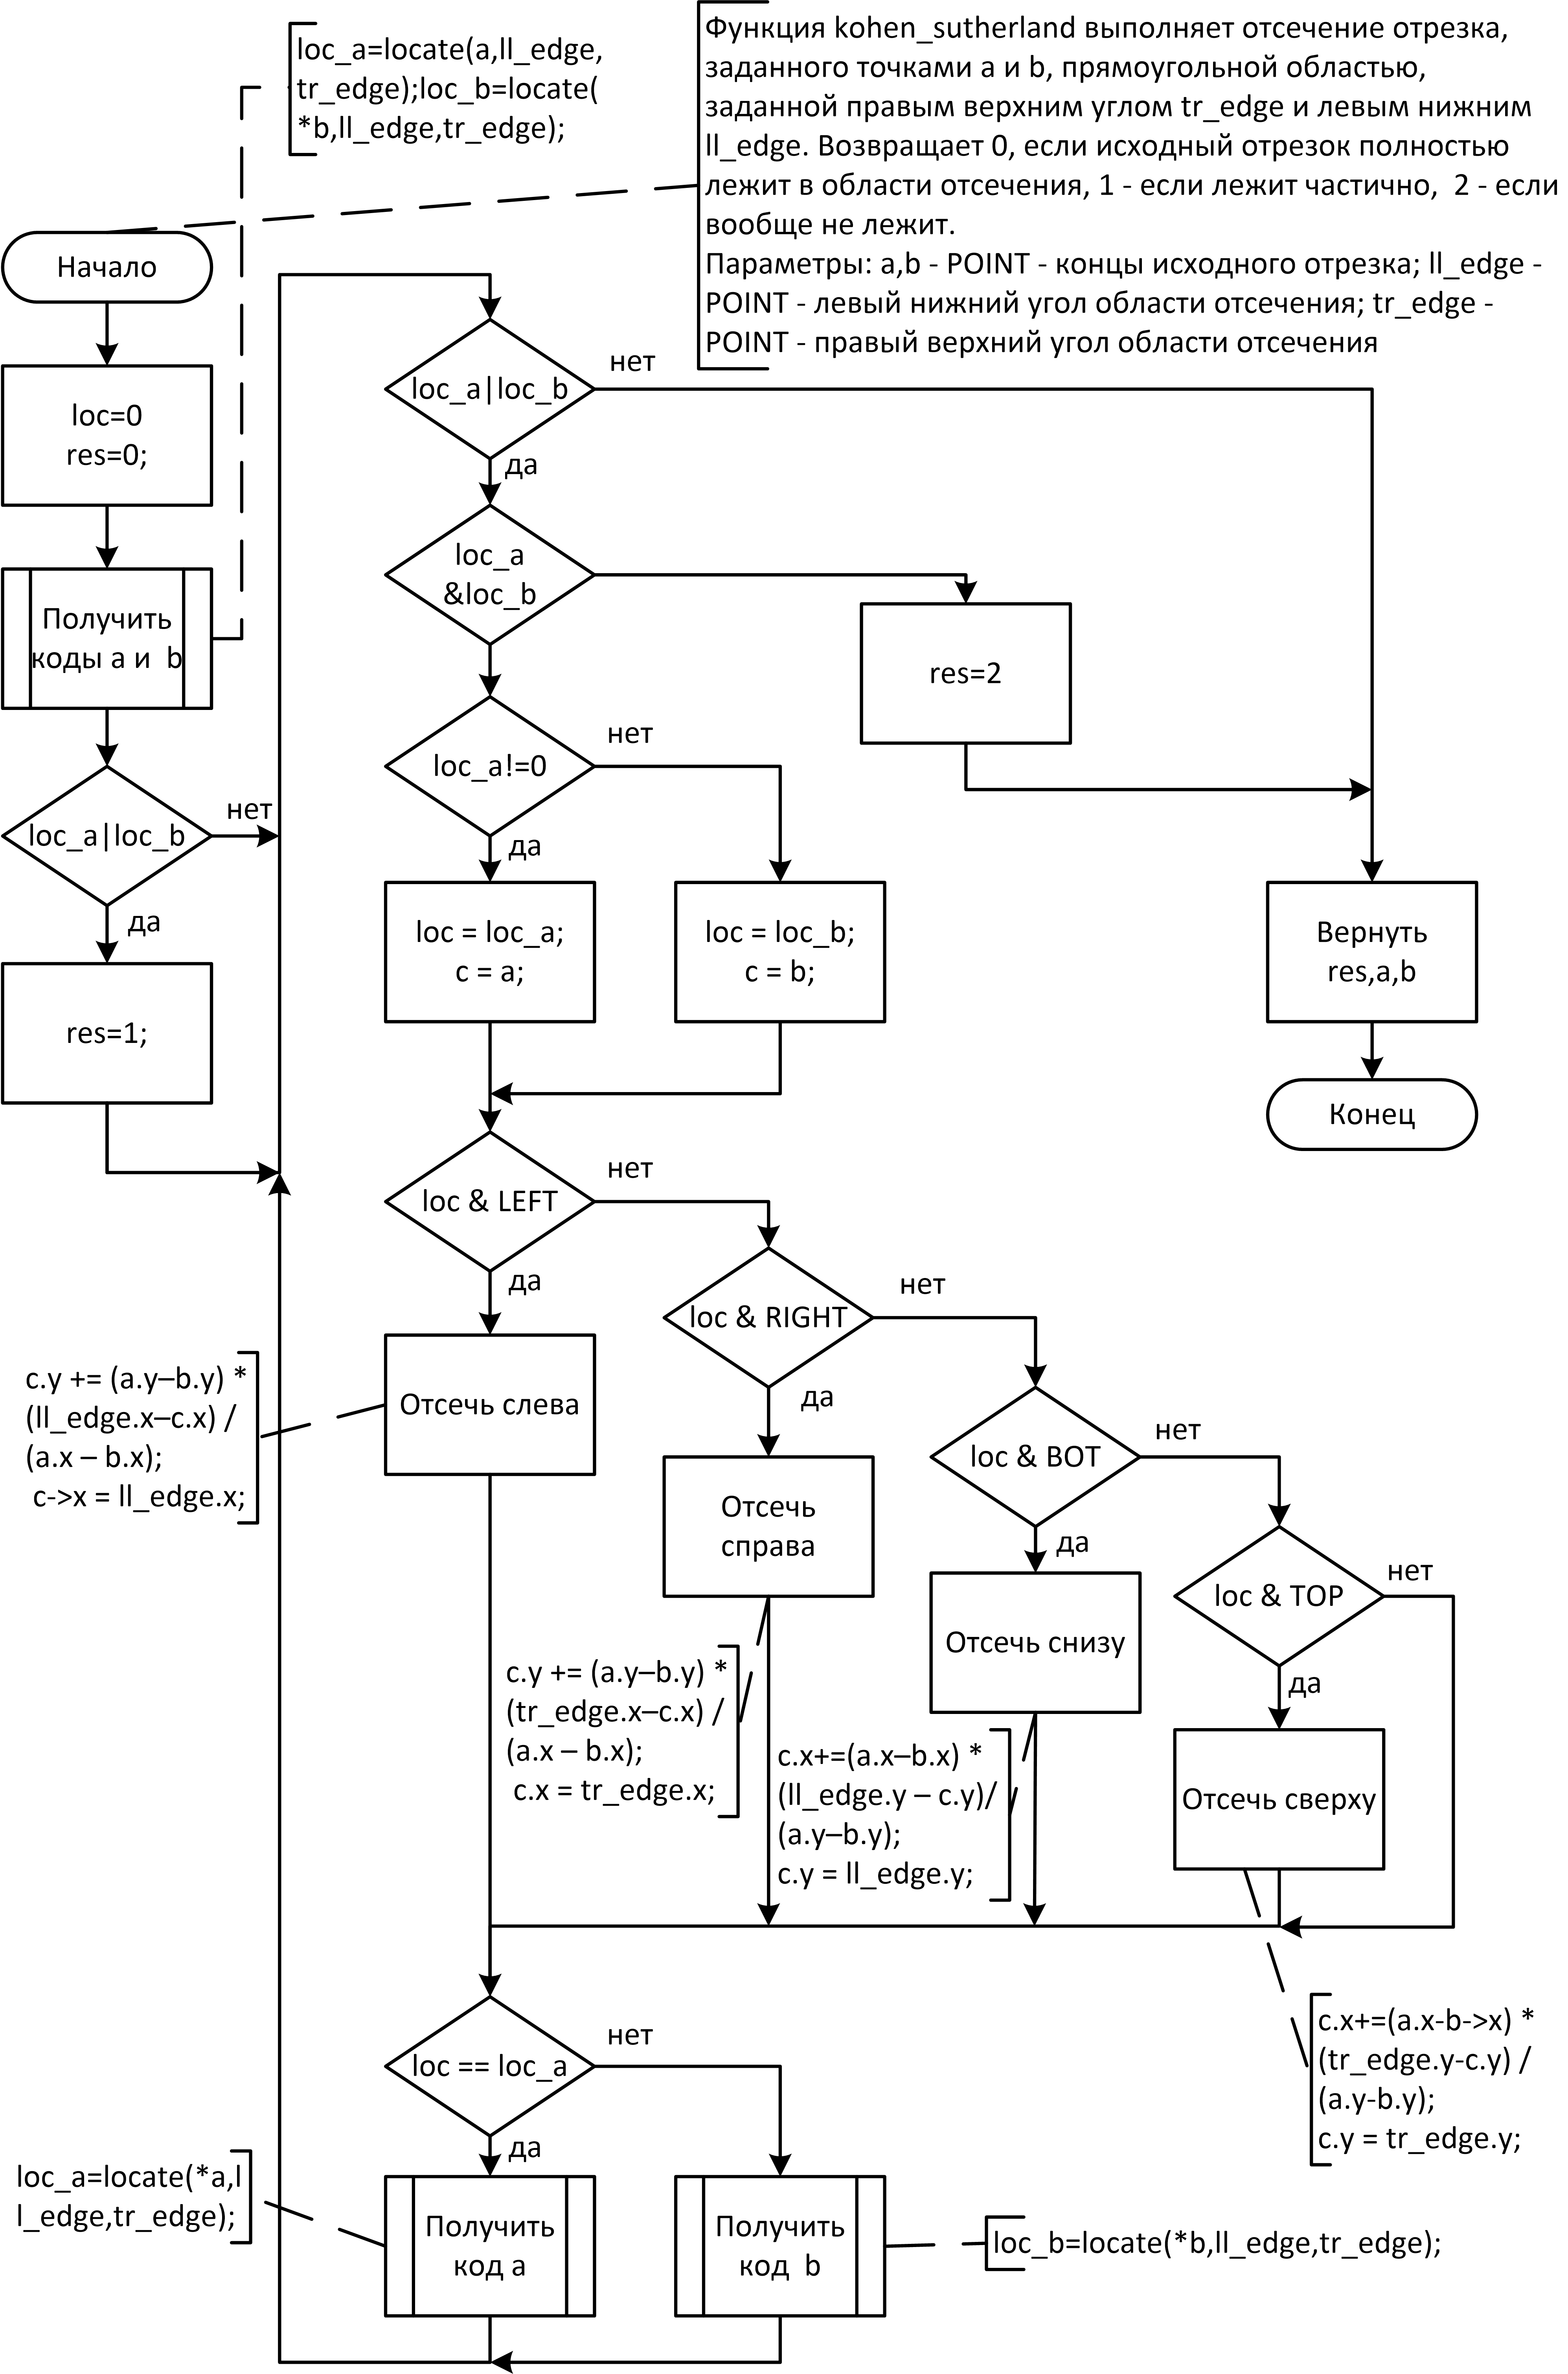 loc_a=locate(a,ll_edge,
tr_edge);loc_b=locate(
*b,ll_edge,tr_edge);
Функция kohen_sutherland выполняет отсечение отрезка,
заданного точками a и b, прямоугольной областью,
заданной правым верхним углом tr_edge и левым нижним
ll_edge. Возвращает 0, если исходный отрезок полностью
лежит в области отсечения, 1 - если лежит частично,  2 - если
вообще не лежит.
Параметры: a,b - POINT - концы исходного отрезка; ll_edge -
POINT - левый нижний угол области отсечения; tr_edge -
POINT - правый верхний угол области отсечения
Начало
loc=0
res=0;
Получить
коды a и  b
loc_a|loc_b
нет
да
res=1;
loc_a|loc_b
нет
да
loc_a
&loc_b
res=2
loc_a!=0
нет
да
loc = loc_a;
c = a;
loc = loc_b;
c = b;
Вернуть
res,a,b
Конец
loc & LEFT
нет
да
Отсечь слева
c.y += (a.y–b.y) *
(ll_edge.x–c.x) /
(a.x – b.x);
c->x = ll_edge.x;
loc & RIGHT
нет
да
Отсечь
справа
c.y += (a.y–b.y) *
(tr_edge.x–c.x) /
(a.x – b.x);
c.x = tr_edge.x;
loc & BOT
нет
да
Отсечь снизу
c.x+=(a.x–b.x) *
(ll_edge.y – c.y)/
(a.y–b.y);
c.y = ll_edge.y;
loc & TOP
нет
да
Отсечь сверху
c.x+=(a.x-b->x) *
(tr_edge.y-c.y) /
(a.y-b.y);
c.y = tr_edge.y;
loc == loc_a
нет
да
loc_a=locate(*a,l
l_edge,tr_edge);
Получить
код a
Получить
код  b
loc_b=locate(*b,ll_edge,tr_edge);